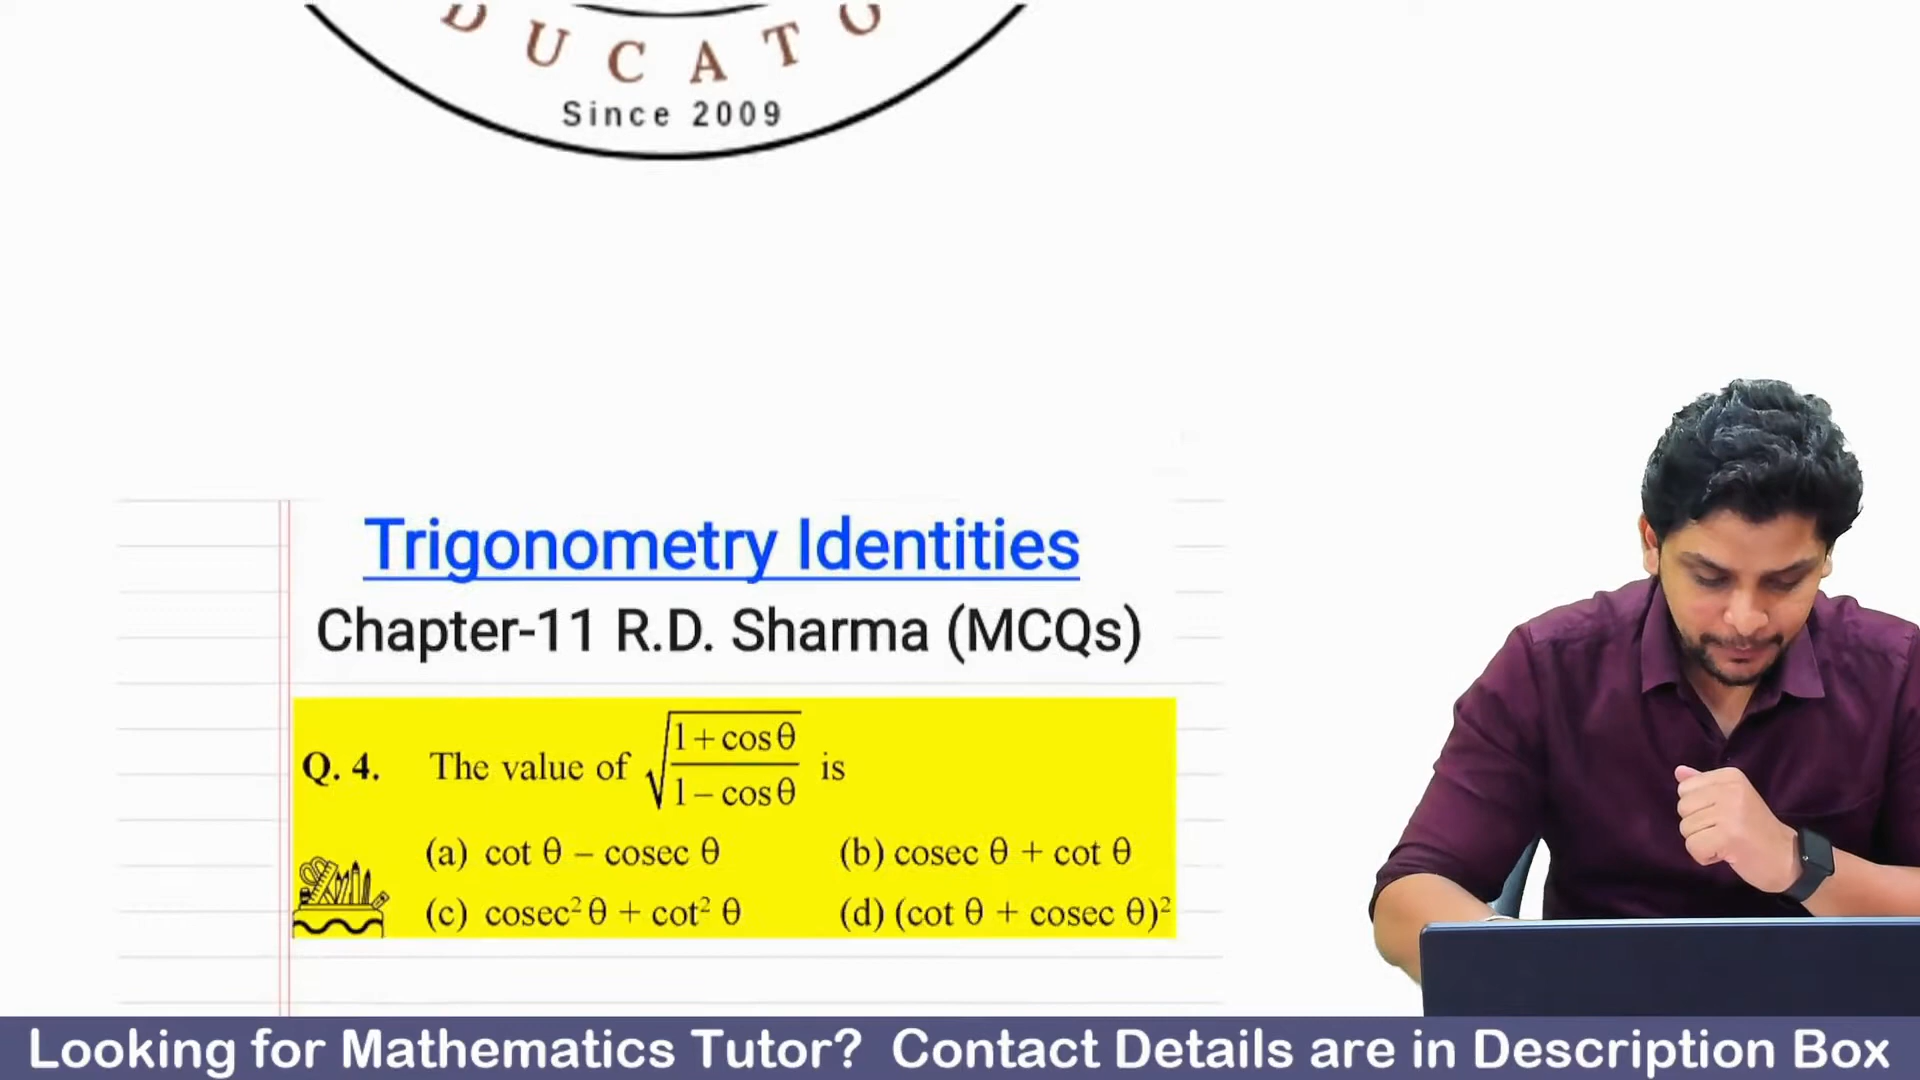 DUCATO
Since 2009
Trigonometry Identities
Chapter-11 R.D. Sharma (MCQs)
Q. 4. The value of √((1 + cos θ)/(1 − cos θ)) is
(a) cot θ − cosec θ (b) cosec θ + cot θ
(c) cosec² θ + cot² θ (d) (cot θ + cosec θ)²
Looking for Mathematics Tutor? Contact Details are in Description Box